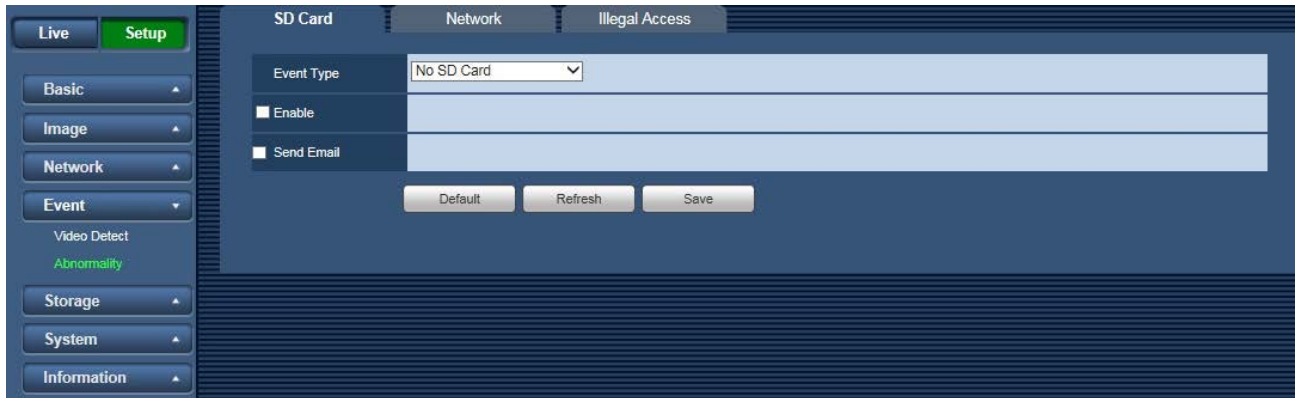 Live Setup
Basic
Image
Network
Event
Video Detect
Abnormality
Storage
System
Information
SD Card Network Illegal Access
Event Type No SD Card
Enable
Send Email
Default Refresh Save